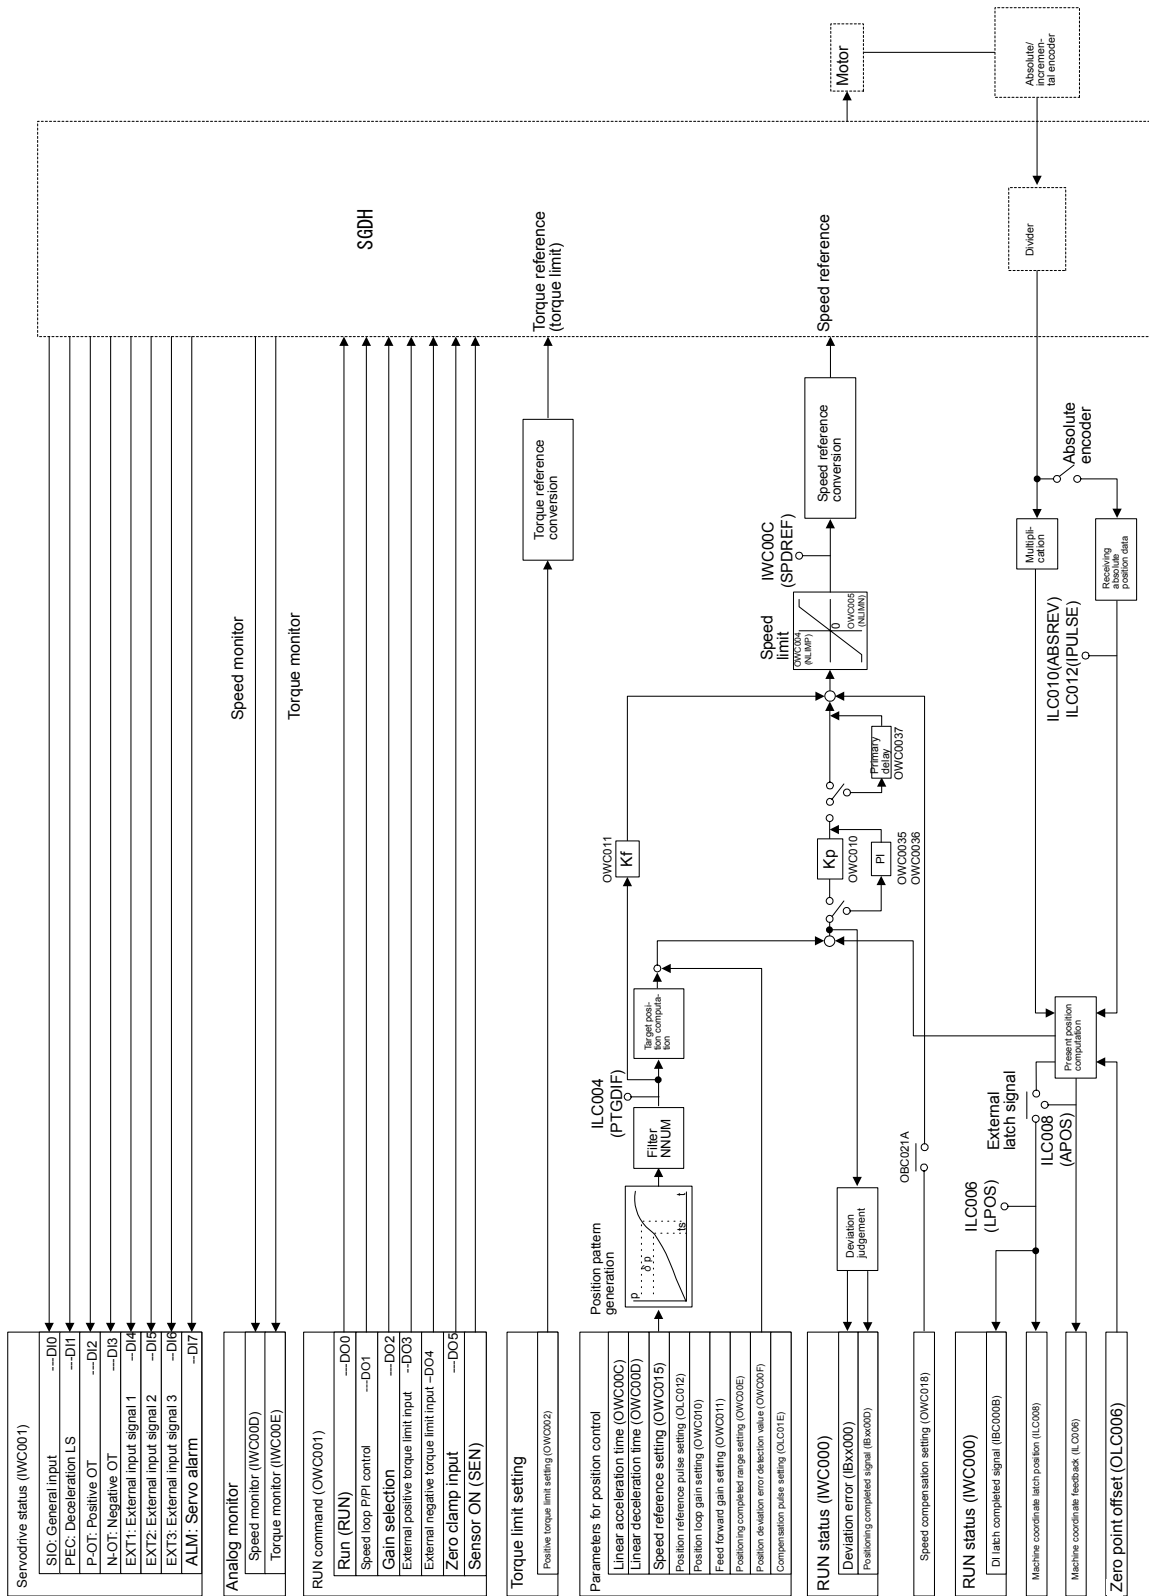 Servodrive status (IWC001)
SIO: General input ---DI0
PEC: Deceleration LS ---DI1
P-OT: Positive OT ---DI2
N-OT: Negative OT ---DI3
EXT1: External input signal 1 --DI4
EXT2: External input signal 2 --DI5
EXT3: External input signal 3 --DI6
ALM: Servo alarm --DI7
Analog monitor
Speed monitor (IWC00D)
Torque monitor (IWC00E)
Speed monitor
Torque monitor
RUN command (OWC001)
Run (RUN) ---DO0
Speed loop P/PI control ---DO1
Gain selection ---DO2
External positive torque limit input --DO3
External negative torque limit input --DO4
Zero clamp input ---DO5
Sensor ON (SEN)
SGDH
Torque limit setting
Positive torque limit setting (OWC002)
Torque reference
conversion
Torque reference
(torque limit)
Parameters for position control
Linear acceleration time (OWC00C)
Linear deceleration time (OWC00D)
Speed reference setting (OWC015)
Position reference pulse setting (OLC012)
Position loop gain setting (OWC010)
Feed forward gain setting (OWC011)
Positioning completed range setting (OWC00E)
Position deviation error detection value (OWC00F)
Compensation pulse setting (OLC01E)
Position pattern
generation
p
δ p
ts
t
Filter
NNUM
ILC004
(PTGDIF)
Target posi-
tion computa-
tion
OWC011
Kf
Kp
OWC010
PI
OWC0035
OWC0036
Primary
delay
OWC0037
Speed
limit
OWC004
(NLIMP)
0
OWC005
(NLIMN)
IWC00C
(SPDREF)
Speed reference
conversion
Speed reference
Motor
Absolute/
incremen-
tal encoder
Divider
RUN status (IWC000)
Deviation error (IBxx000)
Positioning completed signal (IBxx00D)
Deviation
judgement
Speed compensation setting (OWC018)
OBC021A
RUN status (IWC000)
DI latch completed signal (IBC000B)
Machine coordinate latch position (ILC008)
Machine coordinate feedback (ILC006)
Zero point offset (OLC006)
ILC006
(LPOS)
External
latch signal
ILC008
(APOS)
Present position
computation
ILC010(ABSREV)
ILC012(IPULSE)
Multipli-
cation
Receiving
absolute
position data
Absolute
encoder